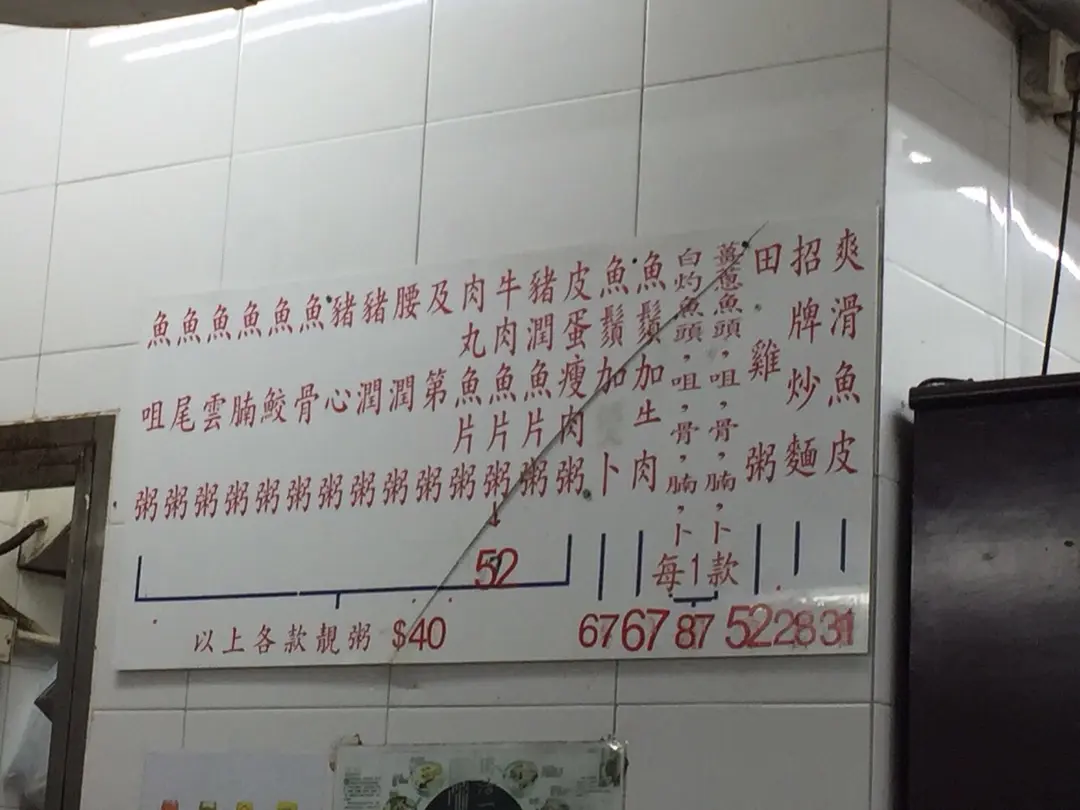 爽滑魚皮
招牌炒麵
田雞粥
薑蔥魚頭，咀，骨，腩，卜
白灼魚頭，咀，骨，腩，卜
魚鬚加生肉
魚鬚加卜
皮蛋瘦肉粥
豬潤魚片粥
牛肉魚片粥
肉丸魚片粥
及第粥
腰潤粥
豬潤粥
豬心粥
魚骨粥
魚鮫粥
魚腩粥
魚雲粥
魚尾粥
魚咀粥
52
每1款
以上各款靚粥 $40
67 67 87 52 28 31